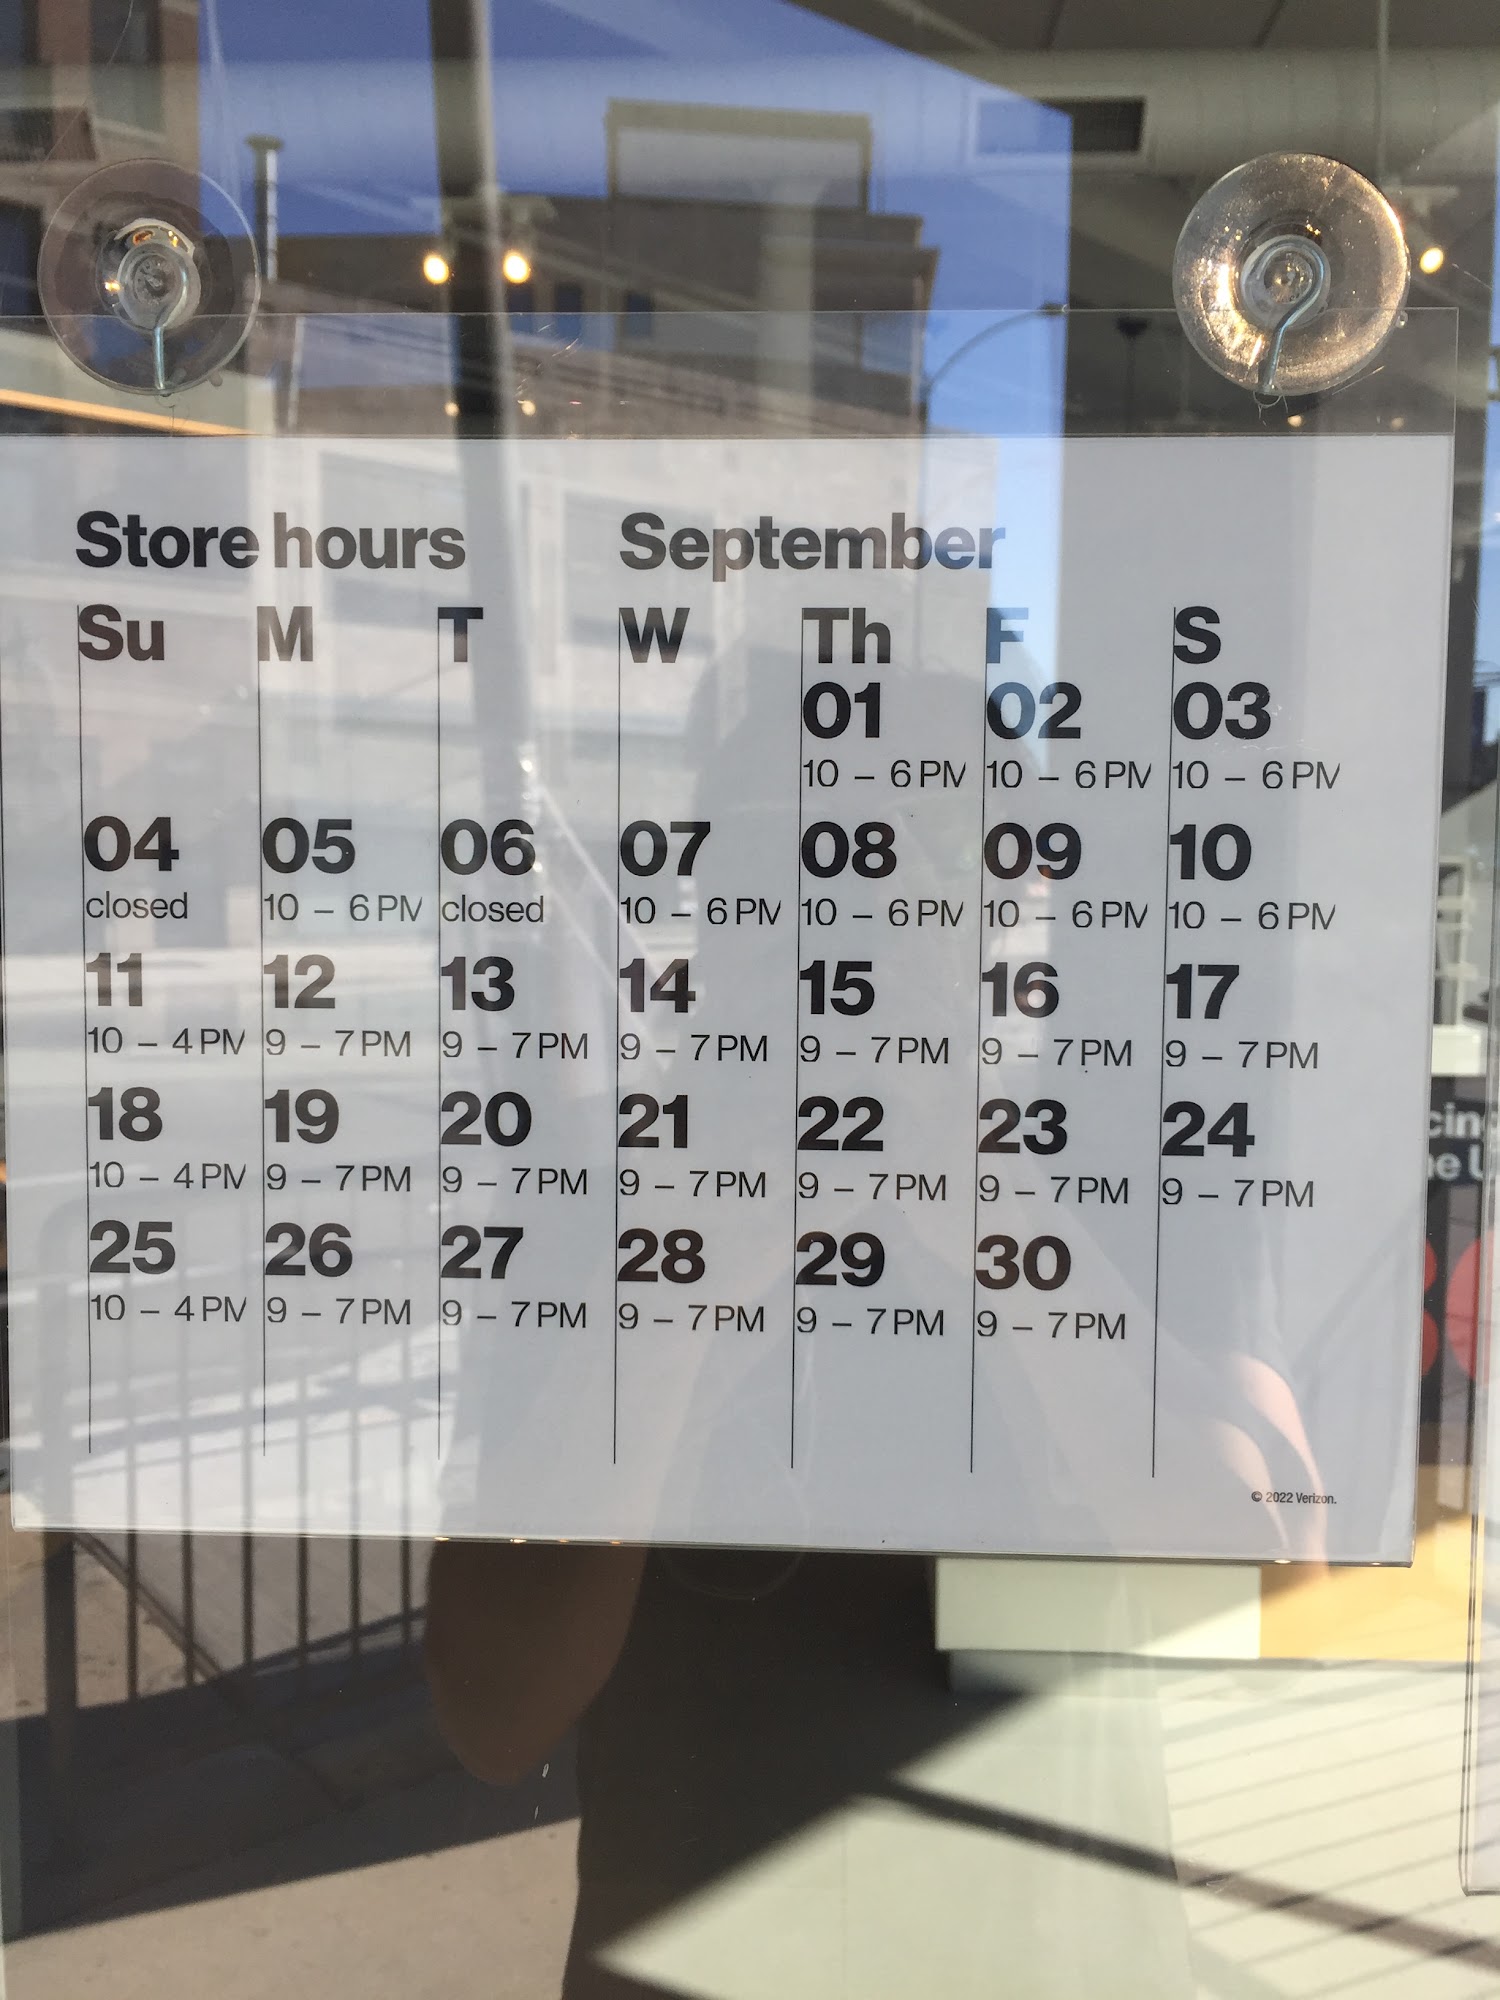 Store hours September
Su M T W Th F S
01 02 03
10 – 6 PM 10 – 6 PM 10 – 6 PM
04 05 06 07 08 09 10
closed 10 – 6 PM closed 10 – 6 PM 10 – 6 PM 10 – 6 PM 10 – 6 PM
11 12 13 14 15 16 17
10 – 4 PM 9 – 7 PM 9 – 7 PM 9 – 7 PM 9 – 7 PM 9 – 7 PM 9 – 7 PM
18 19 20 21 22 23 24
10 – 4 PM 9 – 7 PM 9 – 7 PM 9 – 7 PM 9 – 7 PM 9 – 7 PM 9 – 7 PM
25 26 27 28 29 30
10 – 4 PM 9 – 7 PM 9 – 7 PM 9 – 7 PM 9 – 7 PM 9 – 7 PM
© 2022 Verizon.